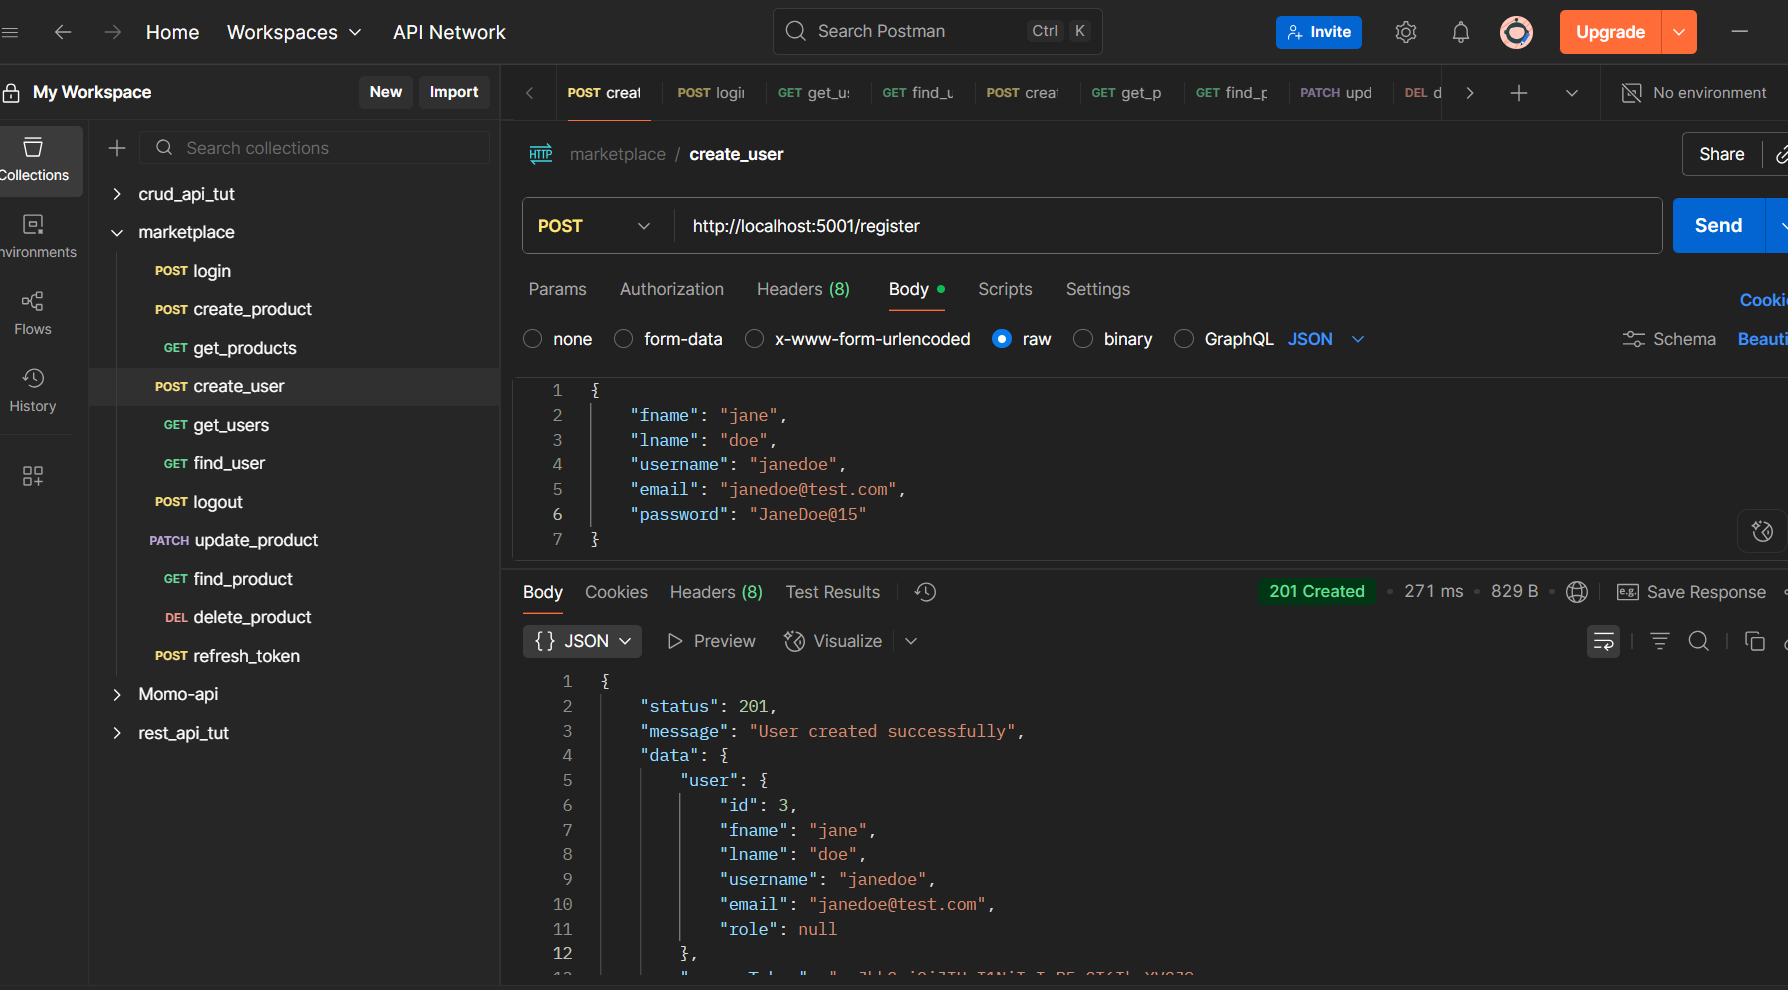 Home Workspaces API Network Search Postman Ctrl K Invite Upgrade
My Workspace New Import
POST creat POST logi GET get_u GET find_u POST crea GET get_p GET find_p PATCH upd DEL d No environment
Collections
Search collections
nvironments
Flows
History
crud_api_tut
marketplace
POST login
POST create_product
GET get_products
POST create_user
GET get_users
GET find_user
POST logout
PATCH update_product
GET find_product
DEL delete_product
POST refresh_token
Momo-api
rest_api_tut
HTTP marketplace / create_user Share
POST http://localhost:5001/register Send
Params Authorization Headers (8) Body Scripts Settings
Cookie
none form-data x-www-form-urlencoded raw binary GraphQL JSON Schema Beauti
1 {
2 "fname": "jane",
3 "lname": "doe",
4 "username": "janedoe",
5 "email": "janedoe@test.com",
6 "password": "JaneDoe@15"
7 }
Body Cookies Headers (8) Test Results 201 Created 271 ms 829 B e.g. Save Response
{} JSON Preview Visualize
1 {
2 "status": 201,
3 "message": "User created successfully",
4 "data": {
5 "user": {
6 "id": 3,
7 "fname": "jane",
8 "lname": "doe",
9 "username": "janedoe",
10 "email": "janedoe@test.com",
11 "role": null
12 },